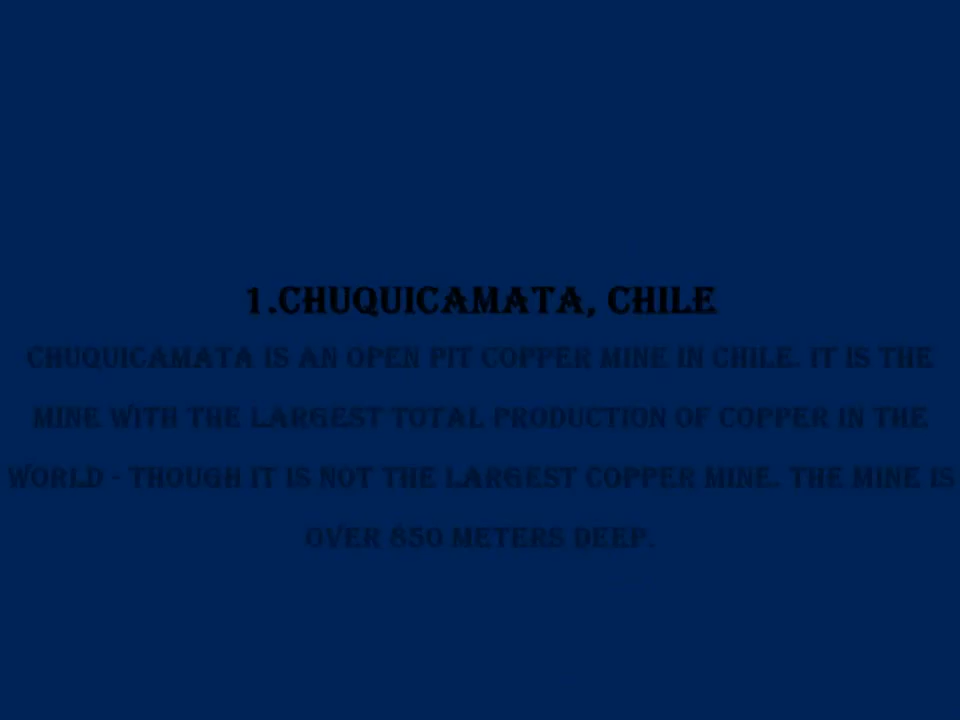 1.CHUQUICAMATA, CHILE
CHUQUICAMATA IS AN OPEN PIT COPPER MINE IN CHILE. IT IS THE
MINE WITH THE LARGEST TOTAL PRODUCTION OF COPPER IN THE
WORLD - THOUGH IT IS NOT THE LARGEST COPPER MINE. THE MINE IS
OVER 850 METERS DEEP.